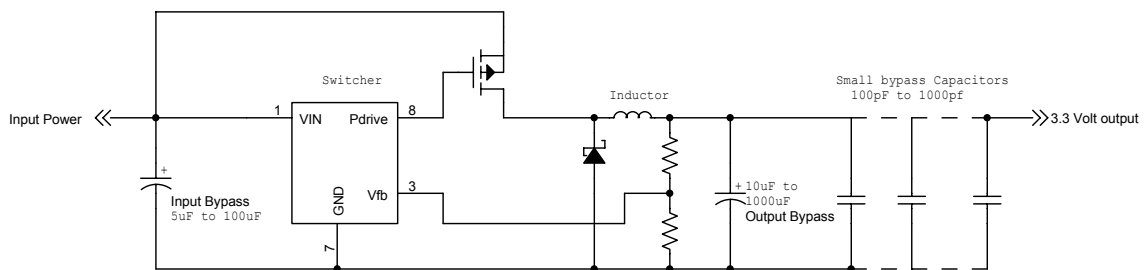 Switcher
Inductor
Small bypass Capacitors
100pF to 1000pf
Input Power
1
VIN
Pdrive
8
3.3 Volt output
+
Input Bypass
5uF to 100uF
Vfb
3
GND
7
+
10uF to
1000uF
Output Bypass